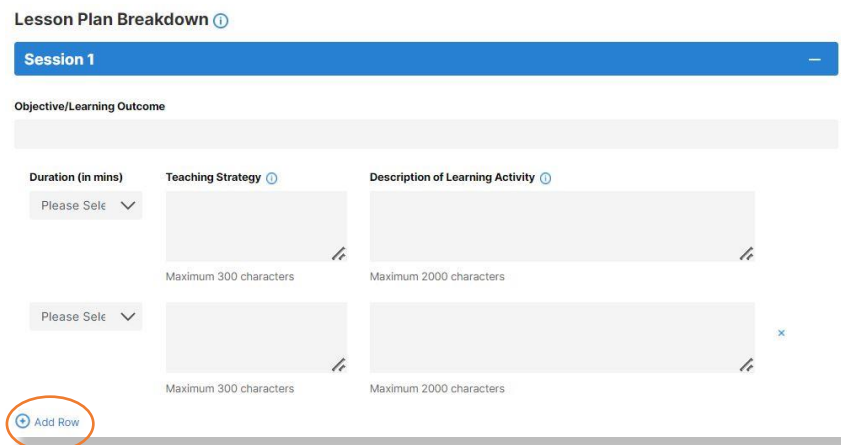 Lesson Plan Breakdown
Session 1
Objective/Learning Outcome
Duration (in mins) Teaching Strategy Description of Learning Activity
Please Sele
Maximum 300 characters Maximum 2000 characters
Please Sele
Maximum 300 characters Maximum 2000 characters
Add Row